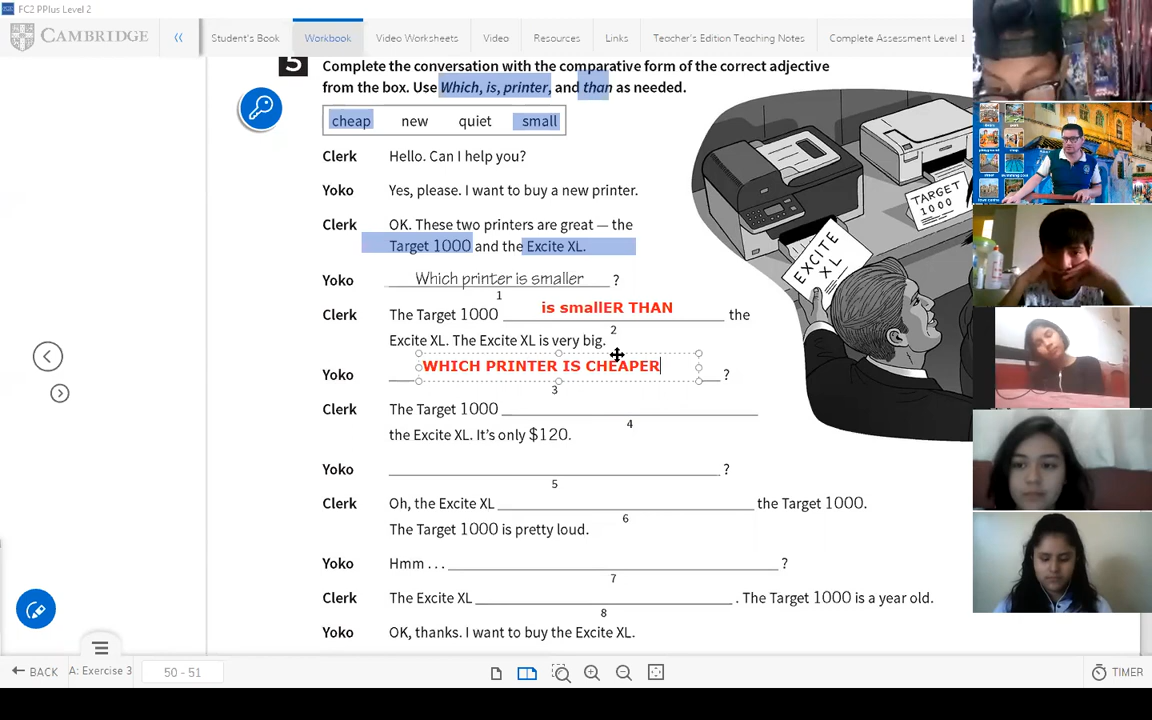 FC2 PPlus Level 2
CAMBRIDGE
Student's Book Workbook Video Worksheets Video Resources Links Teacher's Edition Teaching Notes Complete Assessment Level 1
5 Complete the conversation with the comparative form of the correct adjective
from the box. Use Which, is, printer, and than as needed.
cheap new quiet small
Clerk Hello. Can I help you?
Yoko Yes, please. I want to buy a new printer.
Clerk OK. These two printers are great — the
Target 1000 and the Excite XL.
Yoko Which printer is smaller ?
1
is smallER THAN
Clerk The Target 1000 the
2
Excite XL. The Excite XL is very big.
WHICH PRINTER IS CHEAPER
Yoko ?
3
Clerk The Target 1000
4
the Excite XL. It's only $120.
Yoko ?
5
Clerk Oh, the Excite XL the Target 1000.
6
The Target 1000 is pretty loud.
Yoko Hmm . . . ?
7
Clerk The Excite XL . The Target 1000 is a year old.
8
Yoko OK, thanks. I want to buy the Excite XL.
TARGET
1000
EXCITE
XL
BACK A: Exercise 3 50 - 51 TIMER